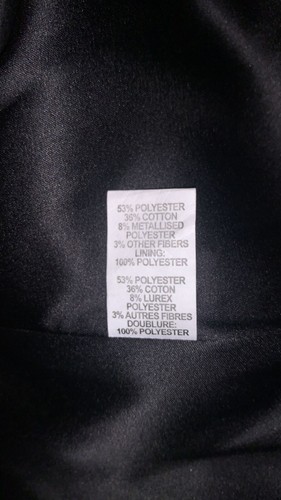 53% POLYESTER
36% COTTON
8% METALLISED
POLYESTER
3% OTHER FIBERS
LINING:
100% POLYESTER
53% POLYESTER
36% COTON
8% LUREX
POLYESTER
3% AUTRES FIBRES
DOUBLURE:
100% POLYESTER